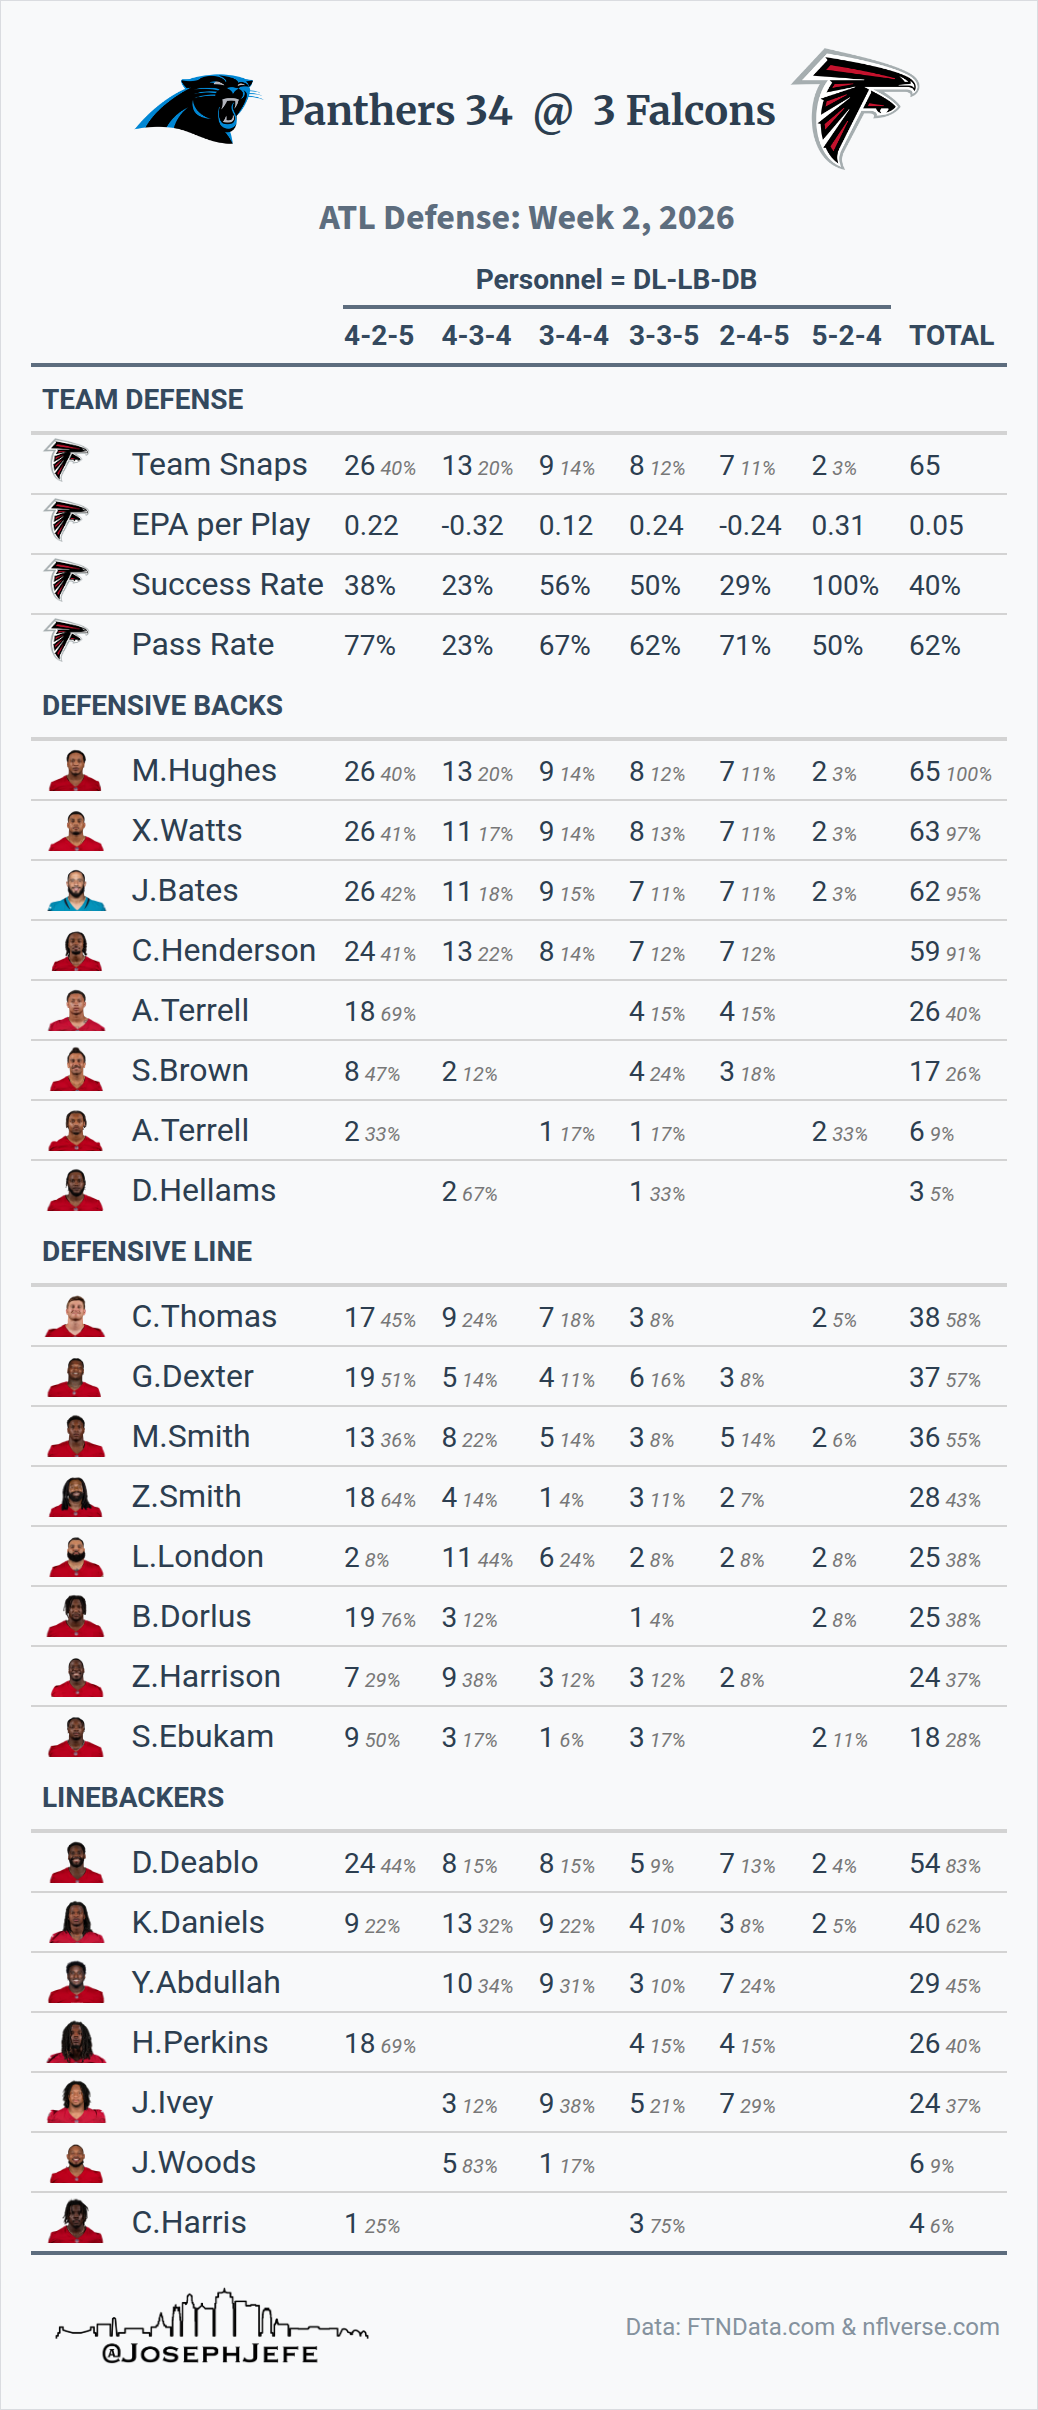 Panthers 34 @ 3 Falcons
ATL Defense: Week 2, 2026
Personnel = DL-LB-DB
4-2-5 4-3-4 3-4-4 3-3-5 2-4-5 5-2-4 TOTAL
TEAM DEFENSE
Team Snaps 26 40% 13 20% 9 14% 8 12% 7 11% 2 3% 65
EPA per Play 0.22 -0.32 0.12 0.24 -0.24 0.31 0.05
Success Rate 38% 23% 56% 50% 29% 100% 40%
Pass Rate 77% 23% 67% 62% 71% 50% 62%
DEFENSIVE BACKS
M.Hughes 26 40% 13 20% 9 14% 8 12% 7 11% 2 3% 65 100%
X.Watts 26 41% 11 17% 9 14% 8 13% 7 11% 2 3% 63 97%
J.Bates 26 42% 11 18% 9 15% 7 11% 7 11% 2 3% 62 95%
C.Henderson 24 41% 13 22% 8 14% 7 12% 7 12% 59 91%
A.Terrell 18 69% 4 15% 4 15% 26 40%
S.Brown 8 47% 2 12% 4 24% 3 18% 17 26%
A.Terrell 2 33% 1 17% 1 17% 2 33% 6 9%
D.Hellams 2 67% 1 33% 3 5%
DEFENSIVE LINE
C.Thomas 17 45% 9 24% 7 18% 3 8% 2 5% 38 58%
G.Dexter 19 51% 5 14% 4 11% 6 16% 3 8% 37 57%
M.Smith 13 36% 8 22% 5 14% 3 8% 5 14% 2 6% 36 55%
Z.Smith 18 64% 4 14% 1 4% 3 11% 2 7% 28 43%
L.London 2 8% 11 44% 6 24% 2 8% 2 8% 2 8% 25 38%
B.Dorlus 19 76% 3 12% 1 4% 2 8% 25 38%
Z.Harrison 7 29% 9 38% 3 12% 3 12% 2 8% 24 37%
S.Ebukam 9 50% 3 17% 1 6% 3 17% 2 11% 18 28%
LINEBACKERS
D.Deablo 24 44% 8 15% 8 15% 5 9% 7 13% 2 4% 54 83%
K.Daniels 9 22% 13 32% 9 22% 4 10% 3 8% 2 5% 40 62%
Y.Abdullah 10 34% 9 31% 3 10% 7 24% 29 45%
H.Perkins 18 69% 4 15% 4 15% 26 40%
J.Ivey 3 12% 9 38% 5 21% 7 29% 24 37%
J.Woods 5 83% 1 17% 6 9%
C.Harris 1 25% 3 75% 4 6%
@JOSEPHJEFE
Data: FTNData.com & nflverse.com